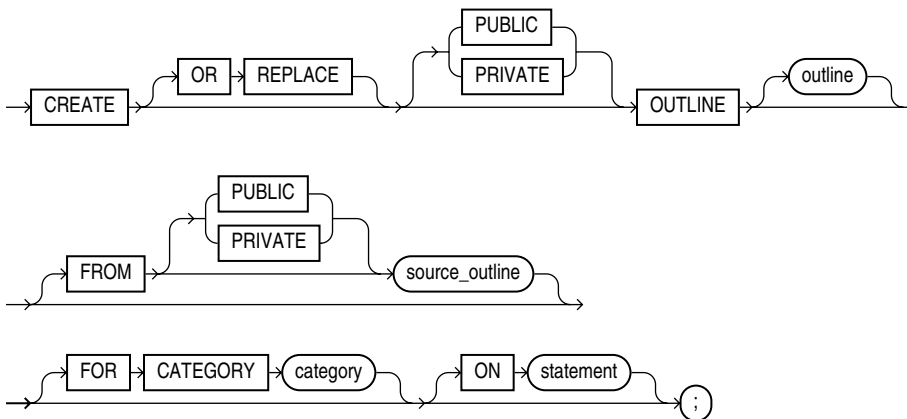 PUBLIC
OR REPLACE PRIVATE outline
CREATE OUTLINE
PUBLIC
PRIVATE
FROM source_outline
FOR CATEGORY category ON statement ;